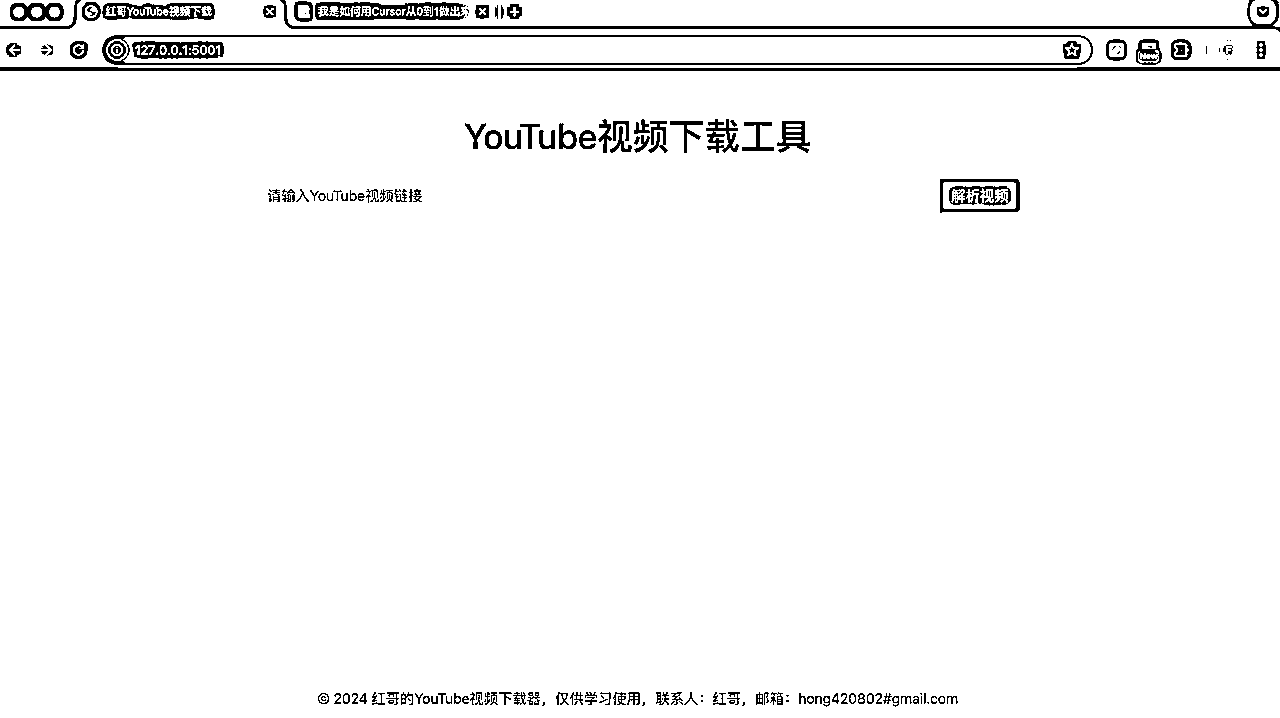 红哥YouTube视频下载
我是如何用Cursor从0到1做出
127.0.0.1:5001
YouTube视频下载工具
请输入YouTube视频链接
解析视频
© 2024 红哥的YouTube视频下载器，仅供学习使用，联系人：红哥，邮箱：hong420802#gmail.com